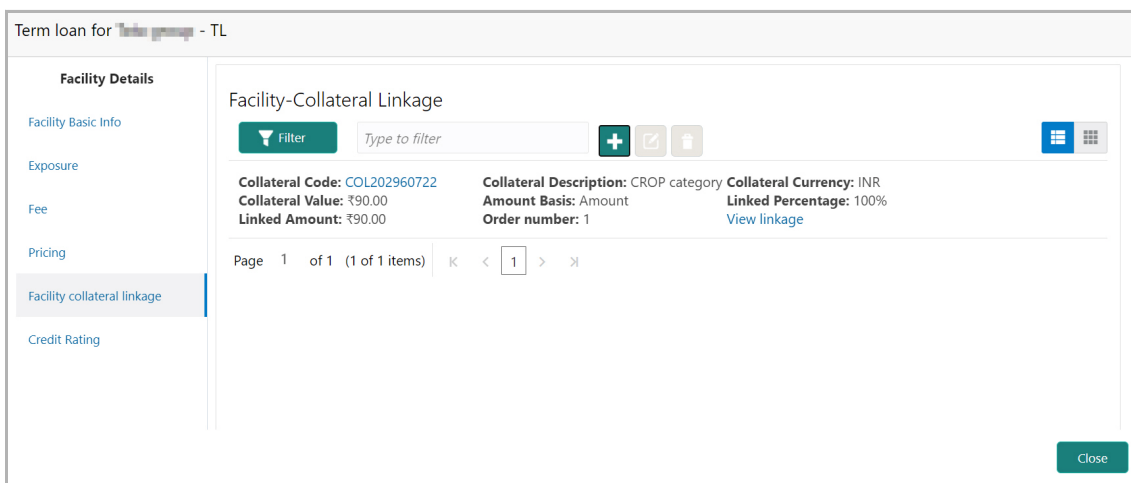 Term loan for - TL
Facility Details
Facility Basic Info
Exposure
Fee
Pricing
Facility collateral linkage
Credit Rating
Facility-Collateral Linkage
Filter
Type to filter
Collateral Code: COL202960722 Collateral Description: CROP category Collateral Currency: INR
Collateral Value: ₹90.00 Amount Basis: Amount Linked Percentage: 100%
Linked Amount: ₹90.00 Order number: 1 View linkage
Page 1 of 1 (1 of 1 items) 1
Close